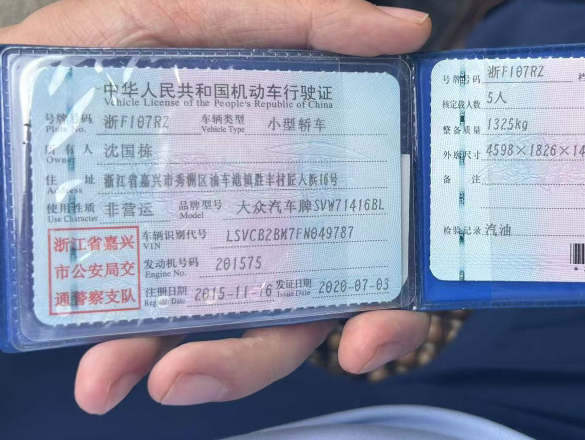 中华人民共和国机动车行驶证
Vehicle License of the People's Republic of China
号牌号码 浙F107RZ 车辆类型 小型轿车
Plate No. Vehicle Type
所有人 沈国栋
Owner
住址 浙江省嘉兴市秀洲区油车港镇胜丰村
Address
使用性质 非营运 品牌型号 大众汽车牌SVW71416BL
Use Character Model
浙江省嘉兴
市公安局交
通警察支队
车辆识别代号 LSVCB2BM7FN049787
VIN
发动机号码 201575
Engine No.
注册日期 2015-11-16 发证日期 2020-07-03
Register Date Issue Date
号牌号码 浙F107RZ 档
核定载人数 5人
整备质量 1325kg
外廓尺寸 4598×1826×14
备注
检验记录 汽油